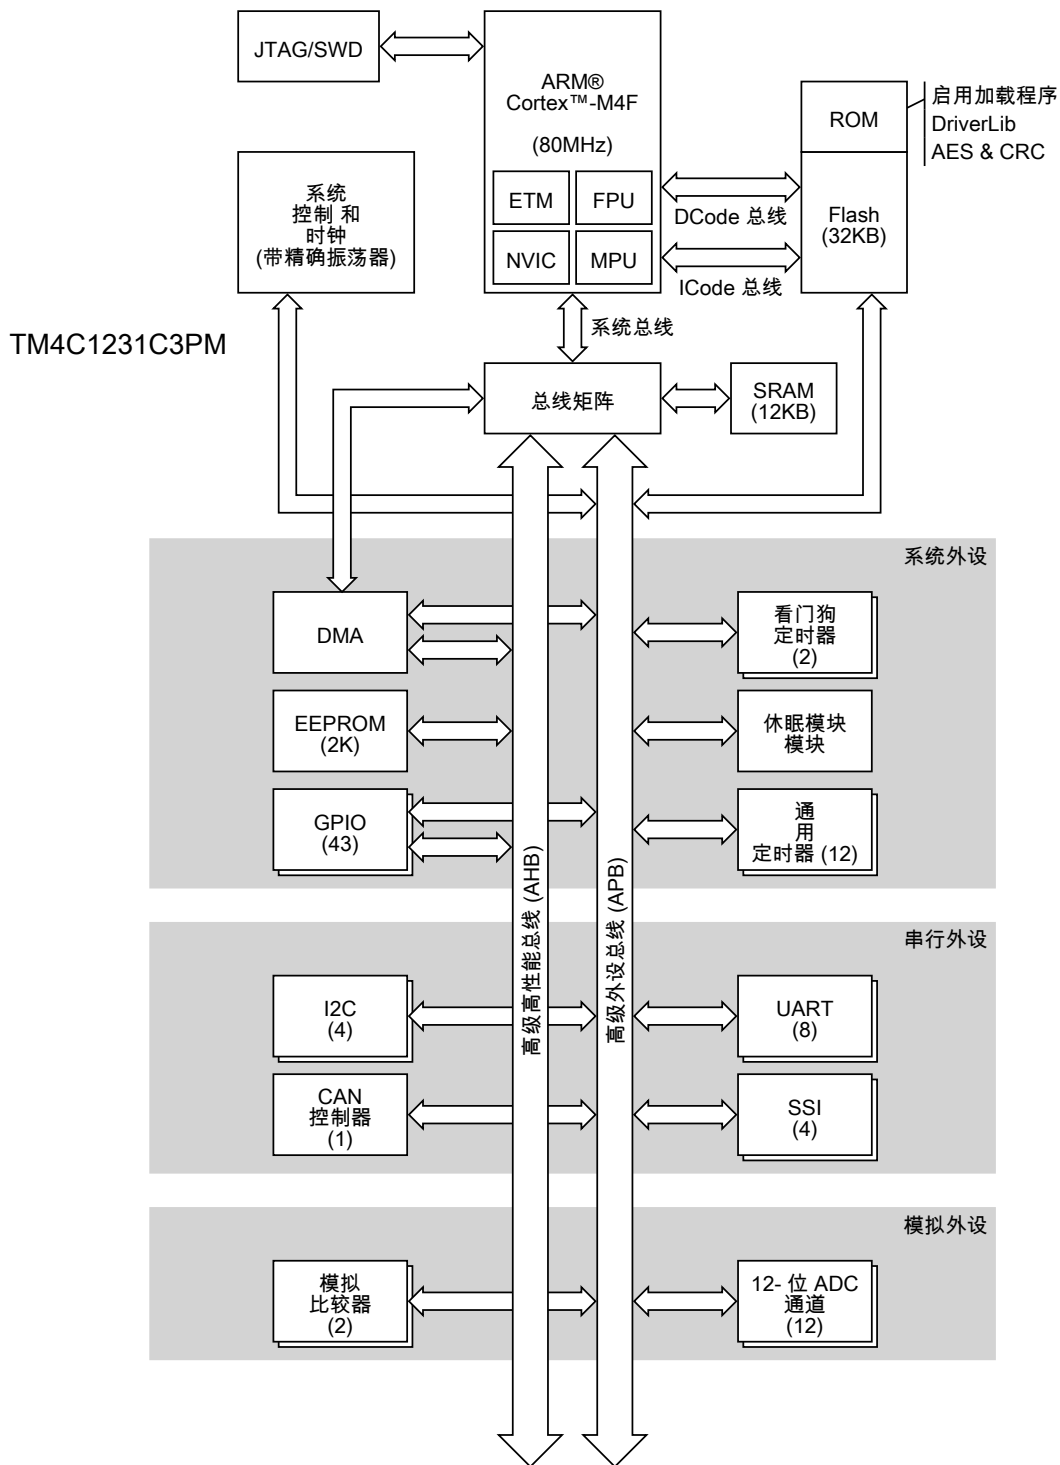 JTAG/SWD
ARM®
Cortex™-M4F
(80MHz)
ETM
FPU
NVIC
MPU
ROM
启用加载程序
DriverLib
AES & CRC
Flash
(32KB)
DCode 总线
ICode 总线
系统
控制 和
时钟
(带精确振荡器)
系统总线
TM4C1231C3PM
总线矩阵
SRAM
(12KB)
系统外设
DMA
看门狗
定时器
(2)
EEPROM
(2K)
休眠模块
模块
GPIO
(43)
通
用
定时器 (12)
高级高性能总线 (AHB)
高级外设总线 (APB)
串行外设
I2C
(4)
UART
(8)
CAN
控制器
(1)
SSI
(4)
模拟外设
模拟
比较器
(2)
12- 位 ADC
通道
(12)